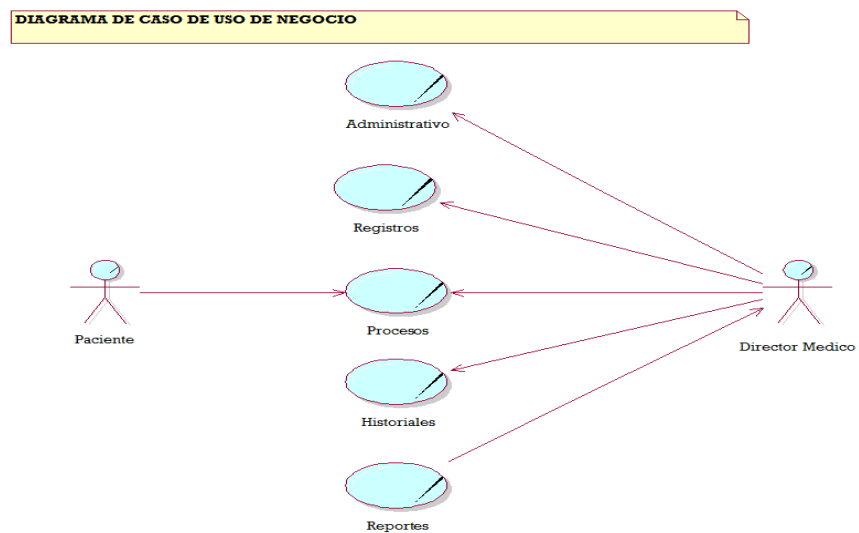 DIAGRAMA DE CASO DE USO DE NEGOCIO
Administrativo
Registros
Procesos
Paciente
Director Medico
Historiales
Reportes